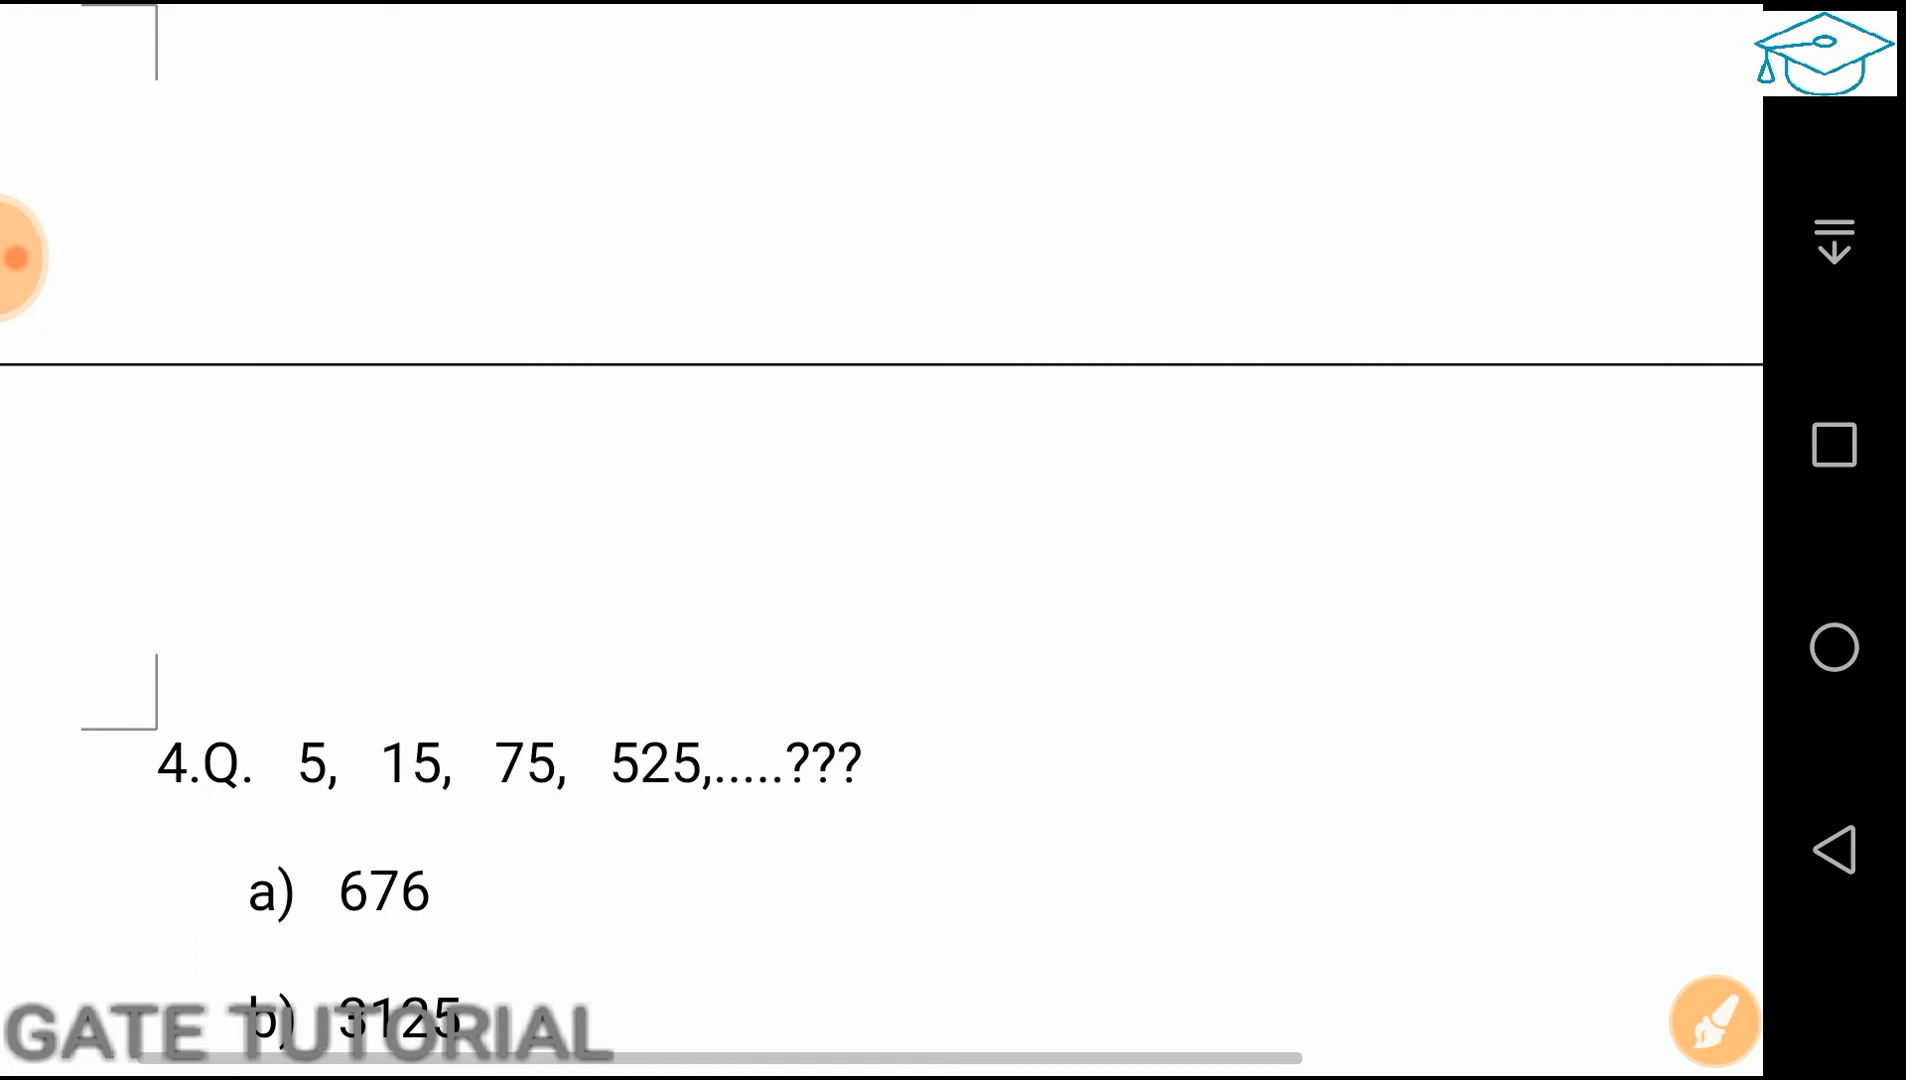 4.Q. 5, 15, 75, 525,.....???
a) 676
b) 3125
GATE TUTORIAL